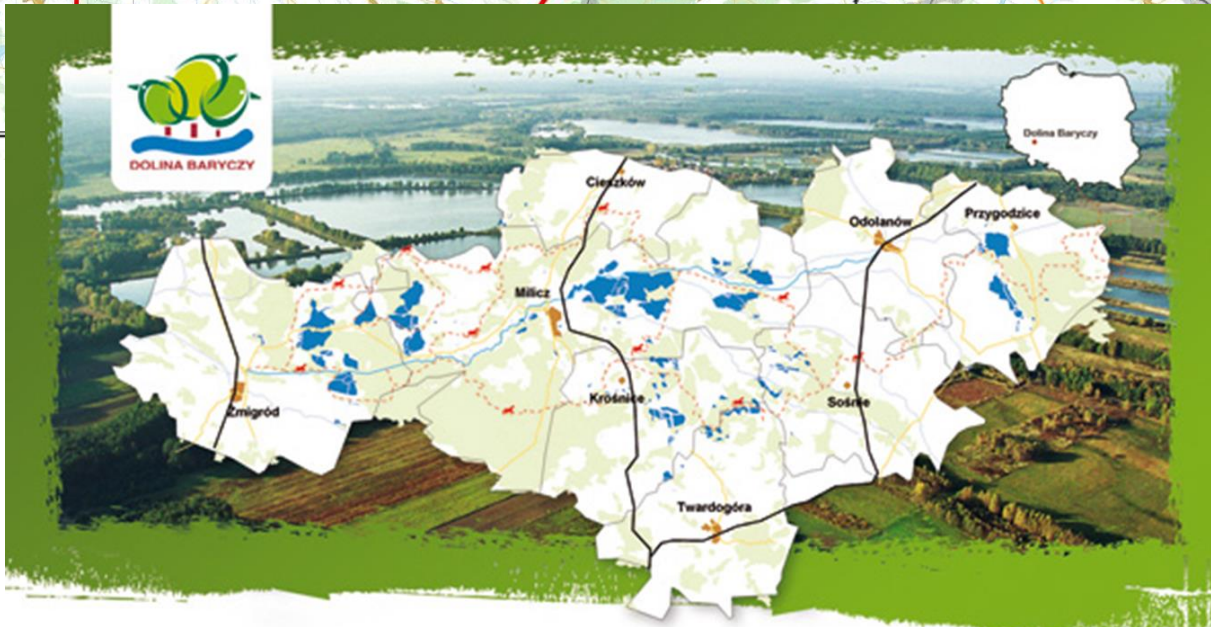 DOLINA BARYCZY
Dolina Baryczy
Cieszków
Odolanów
Przygodzice
Milicz
Żmigród
Krośnice
Sośnie
Twardogóra